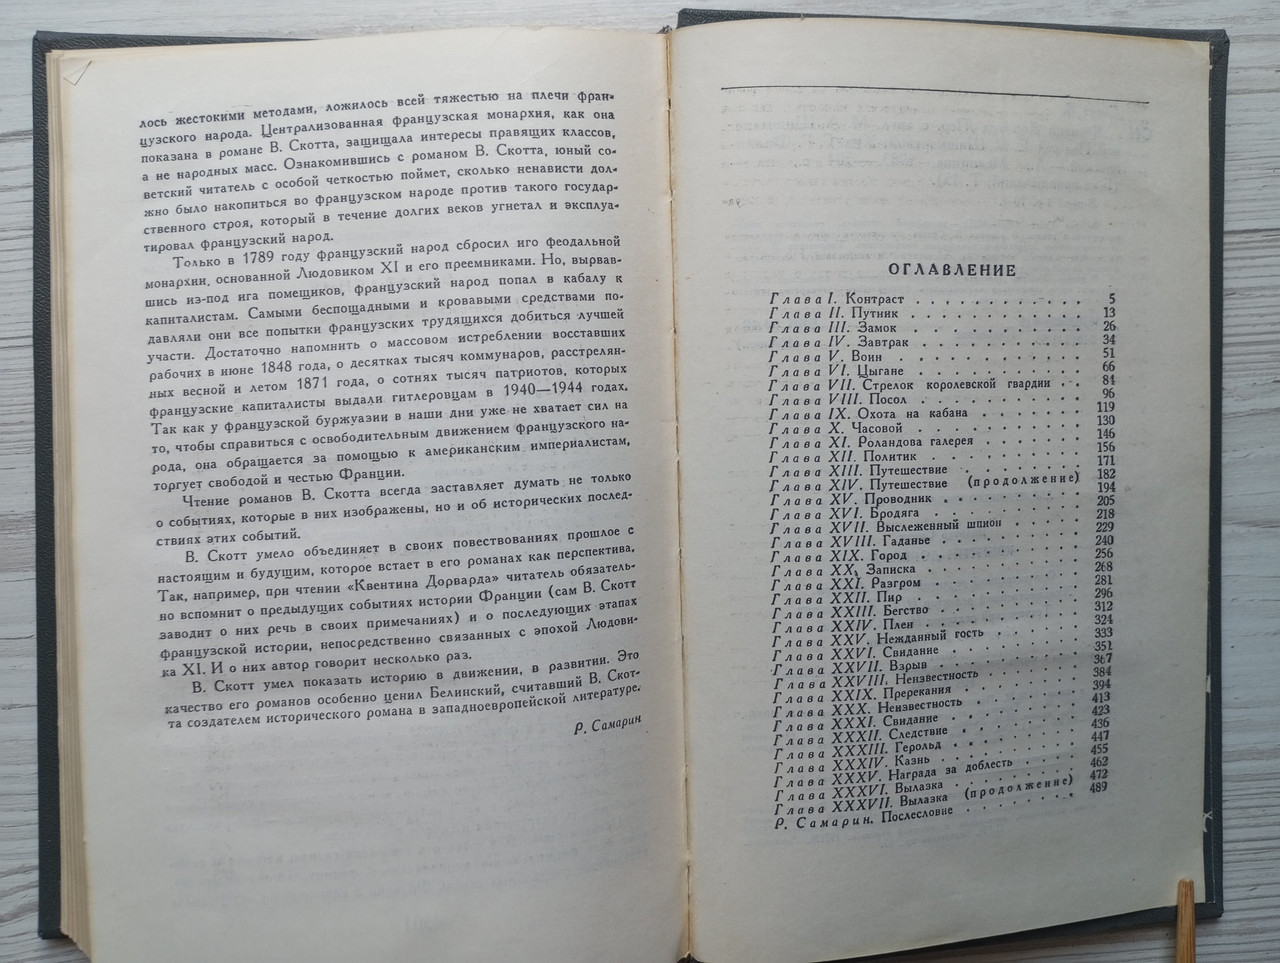 лось жестокими методами, ложилось всей тяжестью на плечи фран-
цузского народа. Централизованная французская монархия, как она
показана в романе В. Скотта, защищала интересы правящих классов,
а не народных масс. Ознакомившись с романом В. Скотта, юный со-
ветский читатель с особой четкостью поймет, сколько ненависти дол-
жно было накопиться во французском народе против такого государ-
ственного строя, который в течение долгих веков угнетал и эксплуа-
тировал французский народ.
Только в 1789 году французский народ сбросил иго феодальной
монархии, основанной Людовиком XI и его преемниками. Но, вырвав-
шись из-под ига помещиков, французский народ попал в кабалу к
капиталистам. Самыми беспощадными и кровавыми средствами по-
давляли они все попытки французских трудящихся добиться лучшей
участи. Достаточно напомнить о массовом истреблении восставших
рабочих в июне 1848 года, о десятках тысяч коммунаров, расстрелян-
ных весной и летом 1871 года, о сотнях тысяч патриотов, которых
французские капиталисты выдали гитлеровцам в 1940—1944 годах.
Так как у французской буржуазии в наши дни уже не хватает сил на
то, чтобы справиться с освободительным движением французского на-
рода, она обращается за помощью к американским империалистам,
торгует свободой и честью Франции.
Чтение романов В. Скотта всегда заставляет думать не только
о событиях, которые в них изображены, но и об исторических послед-
ствиях этих событий.
В. Скотт умело объединяет в своих повествованиях прошлое с
настоящим и будущим, которое встает в его романах как перспектива.
Так, например, при чтении «Квентина Дорварда» читатель обязатель-
но вспомнит о предыдущих событиях истории Франции (сам В. Скотт
заводит о них речь в своих примечаниях) и о последующих этапах
французской истории, непосредственно связанных с эпохой Людови-
ка XI. И о них автор говорит несколько раз.
В. Скотт умел показать историю в движении, в развитии. Это
качество его романов особенно ценил Белинский, считавший В. Скот-
та создателем исторического романа в западноевропейской литературе.
Р. Самарин
ОГЛАВЛЕНИЕ
Глава I. Контраст . . . . . . . . . . . . 5
Глава II. Путник . . . . . . . . . . . . 13
Глава III. Замок . . . . . . . . . . . . 26
Глава IV. Завтрак . . . . . . . . . . . . 34
Глава V. Воин . . . . . . . . . . . . 51
Глава VI. Цыгане . . . . . . . . . . . . 66
Глава VII. Стрелок королевской гвардии . . 84
Глава VIII. Посол . . . . . . . . . . . . 96
Глава IX. Охота на кабана . . . . . . . 119
Глава X. Часовой . . . . . . . . . . . 130
Глава XI. Роландова галерея . . . . . . . 146
Глава XII. Политик . . . . . . . . . . . 156
Глава XIII. Путешествие . . . . . . . . . 171
Глава XIV. Путешествие (продолжение) 182
Глава XV. Проводник . . . . . . . . . . 194
Глава XVI. Бродяга . . . . . . . . . . . 205
Глава XVII. Выслеженный шпион . . . . . 218
Глава XVIII. Гаданье . . . . . . . . . . 229
Глава XIX. Город . . . . . . . . . . . 240
Глава XX. Записка . . . . . . . . . . . 256
Глава XXI. Разгром . . . . . . . . . . . 268
Глава XXII. Пир . . . . . . . . . . . . 281
Глава XXIII. Бегство . . . . . . . . . . 296
Глава XXIV. Плен . . . . . . . . . . . 312
Глава XXV. Нежданный гость . . . . . . 324
Глава XXVI. Свидание . . . . . . . . . . 333
Глава XXVII. Взрыв . . . . . . . . . . 351
Глава XXVIII. Неизвестность . . . . . . . 367
Глава XXIX. Пререкания . . . . . . . . . 384
Глава XXX. Неизвестность . . . . . . . . 394
Глава XXXI. Свидание . . . . . . . . . . 413
Глава XXXII. Следствие . . . . . . . . . 423
Глава XXXIII. Герольд . . . . . . . . . 436
Глава XXXIV. Казнь . . . . . . . . . . 447
Глава XXXV. Награда за доблесть . . . . 455
Глава XXXVI. Вылазка . . . . . . . . . 462
Глава XXXVII. Вылазка (продолжение) 472
Р. Самарин. Послесловие . . . . . . . . 489